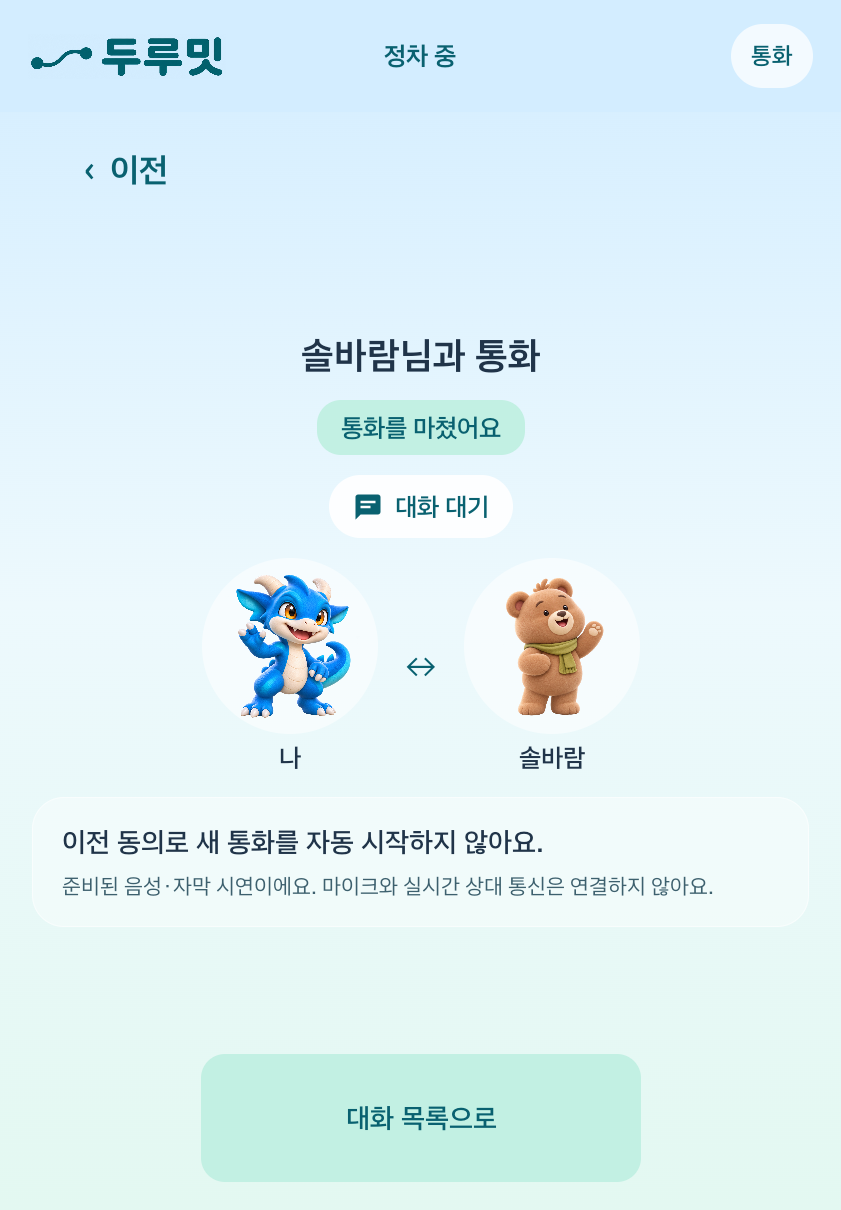 두루밋
정차 중
통화
‹ 이전
솔바람님과 통화
통화를 마쳤어요
대화 대기
나
↔
솔바람
이전 동의로 새 통화를 자동 시작하지 않아요.
준비된 음성·자막 시연이에요. 마이크와 실시간 상대 통신은 연결하지 않아요.
대화 목록으로